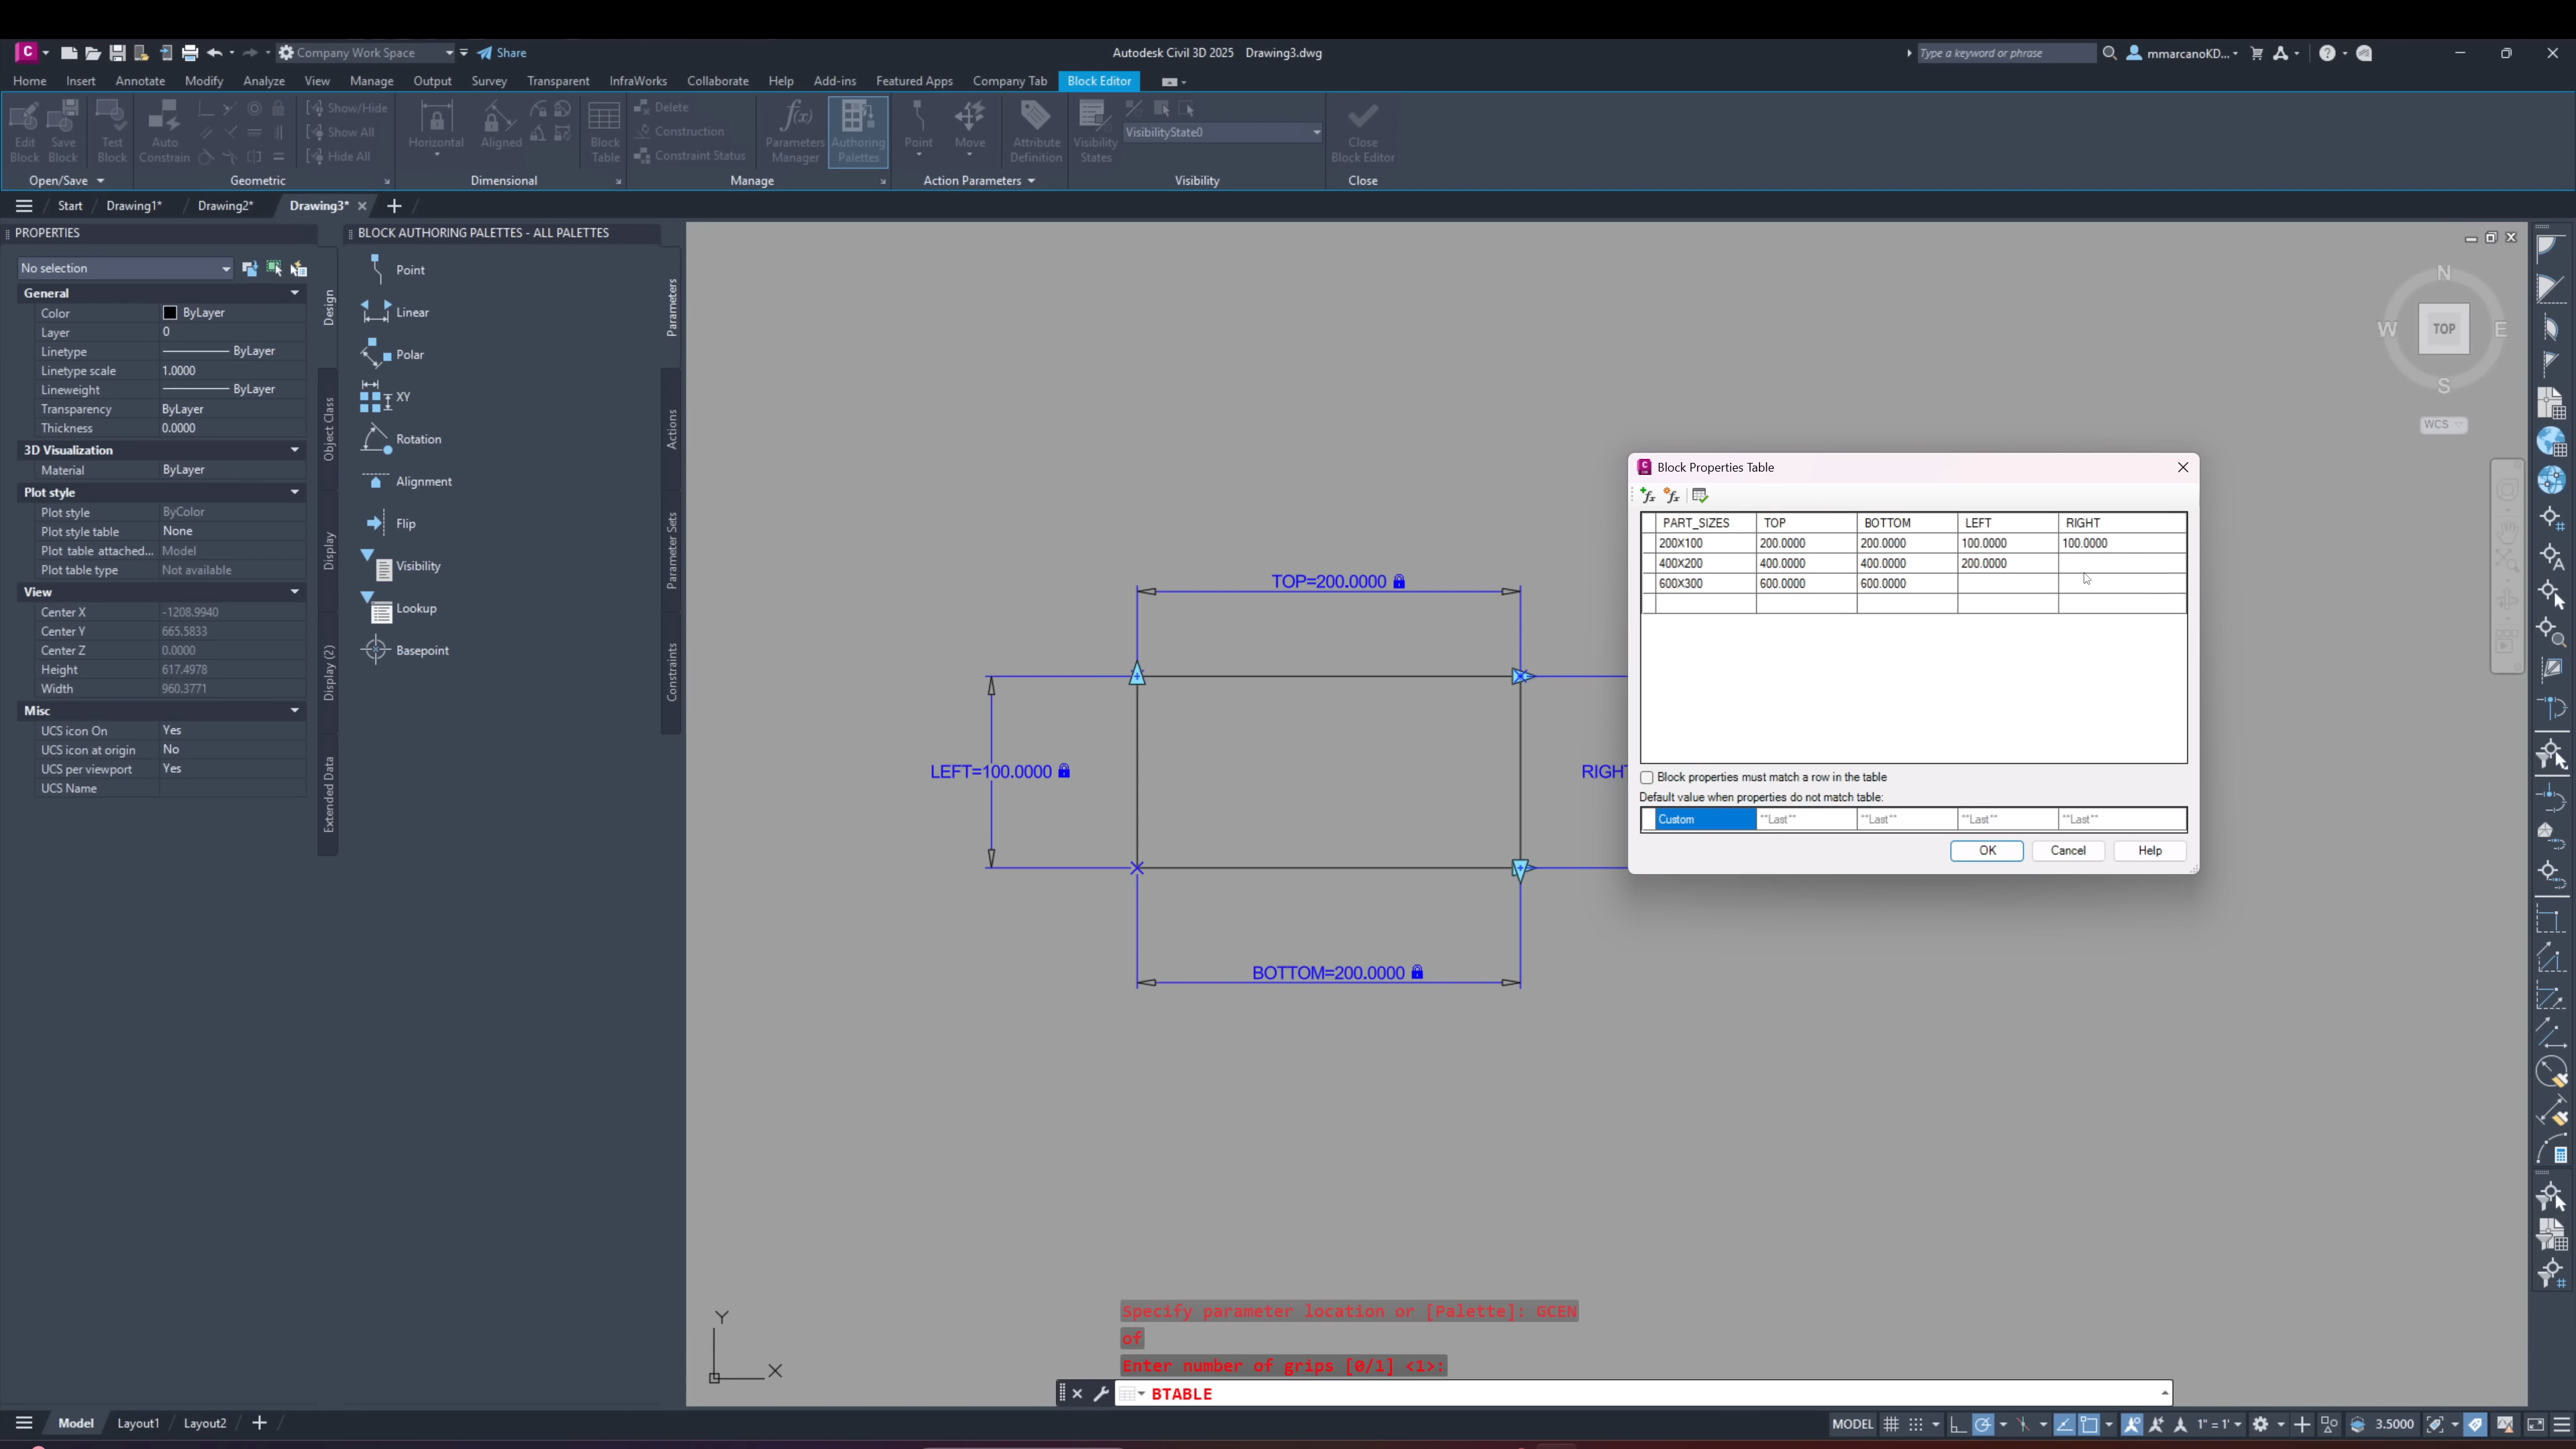 C Company Work Space Share Autodesk Civil 3D 2025 Drawing3.dwg Type a keyword or phrase mmarcanoKD...
Home Insert Annotate Modify Analyze View Manage Output Survey Transparent InfraWorks Collaborate Help Add-ins Featured Apps Company Tab Block Editor
Edit Block Save Block Test Block Auto Constrain Show/Hide Show All Hide All Horizontal Aligned Block Table Delete Construction Constraint Status Parameters Manager Authoring Palettes Point Move Attribute Definition Visibility States VisibilityState0 Close Block Editor
Open/Save Geometric Dimensional Manage Action Parameters Visibility Close
Start Drawing1* Drawing2* Drawing3*
PROPERTIES
No selection
General
Color ByLayer
Layer 0
Linetype ByLayer
Linetype scale 1.0000
Lineweight ByLayer
Transparency ByLayer
Thickness 0.0000
3D Visualization
Material ByLayer
Plot style
Plot style ByColor
Plot style table None
Plot table attached... Model
Plot table type Not available
View
Center X -1208.9940
Center Y 665.5833
Center Z 0.0000
Height 617.4978
Width 960.3771
Misc
UCS icon On Yes
UCS icon at origin No
UCS per viewport Yes
UCS Name
Design
Object Class
Display
Display (2)
Extended Data
BLOCK AUTHORING PALETTES - ALL PALETTES
Point
Linear
Polar
XY
Rotation
Alignment
Flip
Visibility
Lookup
Basepoint
Parameters
Actions
Parameter Sets
Constraints
N
W TOP E
S
WCS
TOP=200.0000
LEFT=100.0000
RIGHT
BOTTOM=200.0000
Block Properties Table
PART_SIZES TOP BOTTOM LEFT RIGHT
200X100 200.0000 200.0000 100.0000 100.0000
400X200 400.0000 400.0000 200.0000
600X300 600.0000 600.0000
Block properties must match a row in the table
Default value when properties do not match table:
Custom **Last** **Last** **Last** **Last**
OK Cancel Help
Y
X
Specify parameter location or [Palette]: GCEN
of
Enter number of grips [0/1] <1>:
BTABLE
Model Layout1 Layout2 MODEL 1" = 1' 3.5000